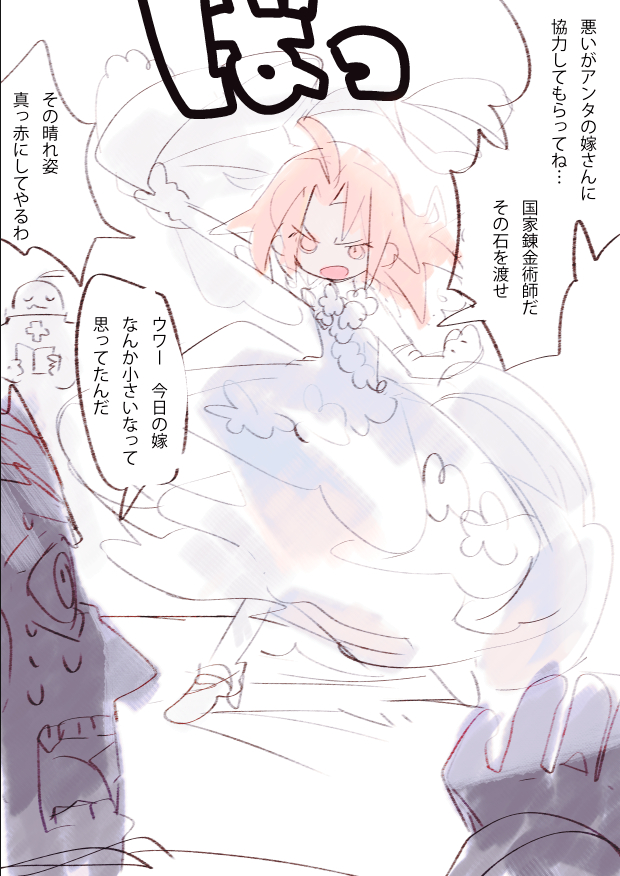 ばっ
悪いがアンタの嫁さんに
協力してもらってね…
国家錬金術師だ
その石を渡せ
その晴れ姿
真っ赤にしてやるわ
ウワー　今日の嫁
なんか小さいなって
思ってたんだ